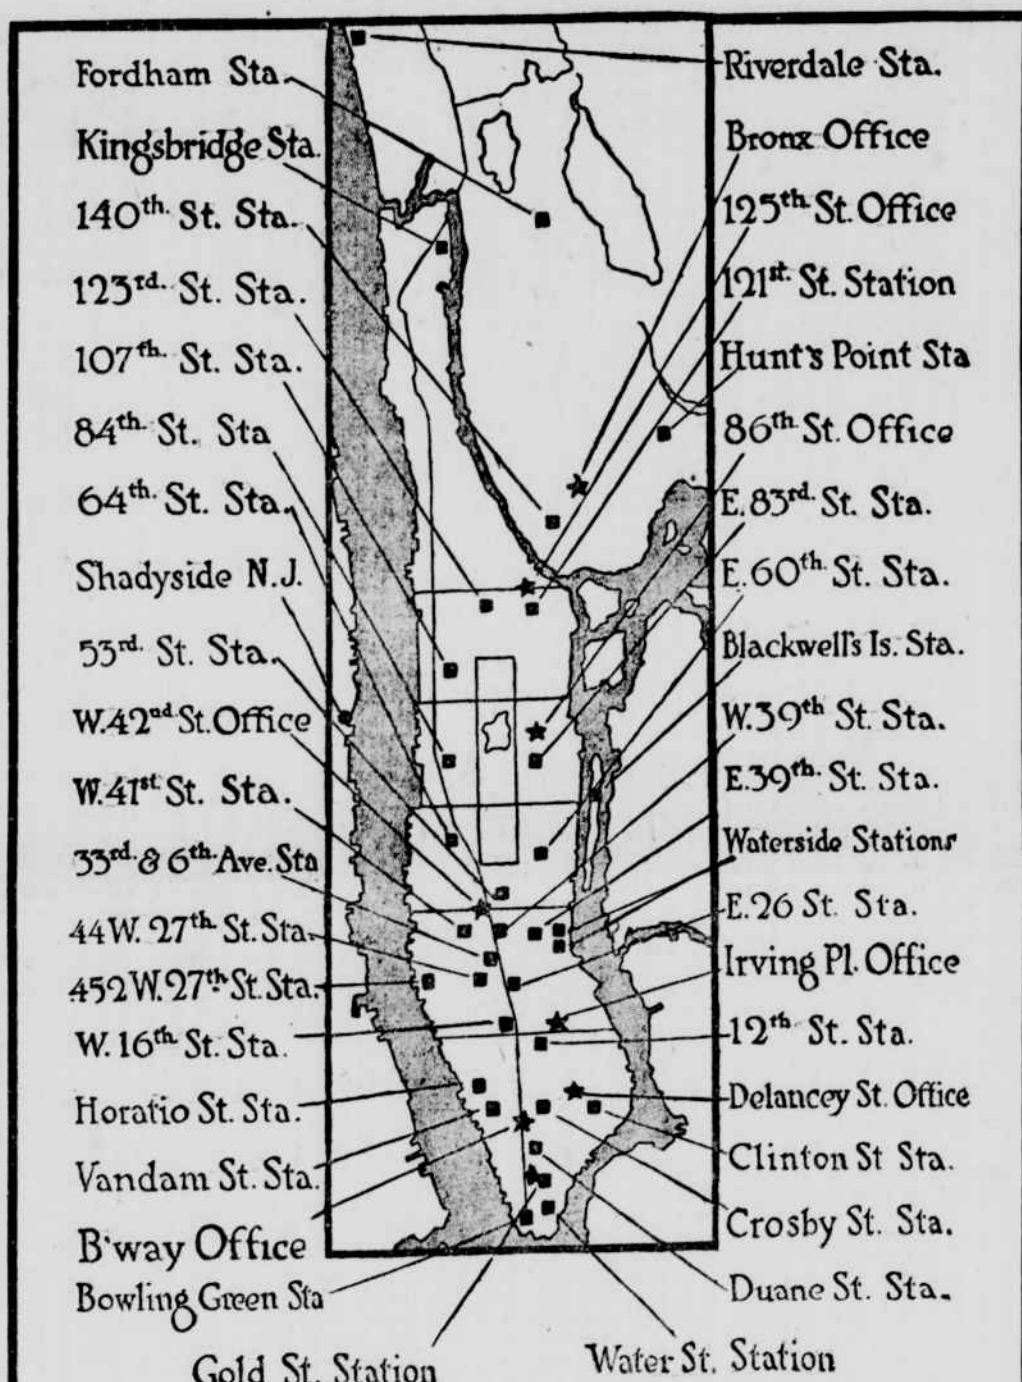 Fordham Sta.
Kingsbridge Sta.
140th. St. Sta.
123rd. St. Sta.
107th. St. Sta.
84th. St. Sta
64th. St. Sta.
Shadyside N.J.
53rd. St. Sta.
W. 42nd St. Office
W. 41st St. Sta.
33rd. & 6th. Ave. Sta
44 W. 27th St. Sta.
452 W. 27th St. Sta.
W. 16th St. Sta.
Horatio St. Sta.
Vandam St. Sta.
B'way Office
Bowling Green Sta
Gold St. Station
Riverdale Sta.
Bronx Office
125th St. Office
121st. St. Station
Hunt's Point Sta
86th St. Office
E. 83rd. St. Sta.
E. 60th. St. Sta.
Blackwell's Is. Sta.
W. 39th St. Sta.
E. 39th. St. Sta.
Waterside Stations
E. 26 St. Sta.
Irving Pl. Office
12th St. Sta.
Delancey St. Office
Clinton St Sta.
Crosby St. Sta.
Duane St. Sta.
Water St. Station